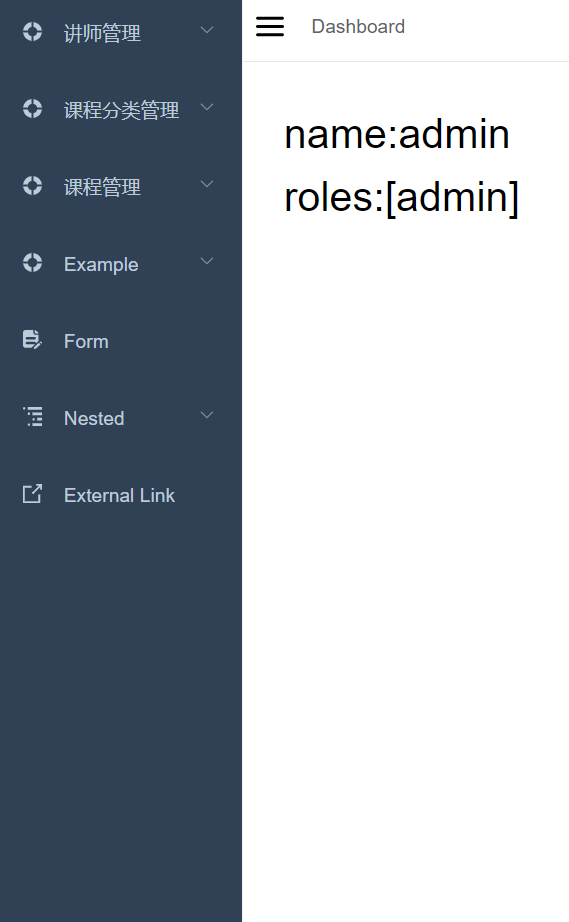 讲师管理
课程分类管理
课程管理
Example
Form
Nested
External Link
Dashboard
name:admin
roles:[admin]